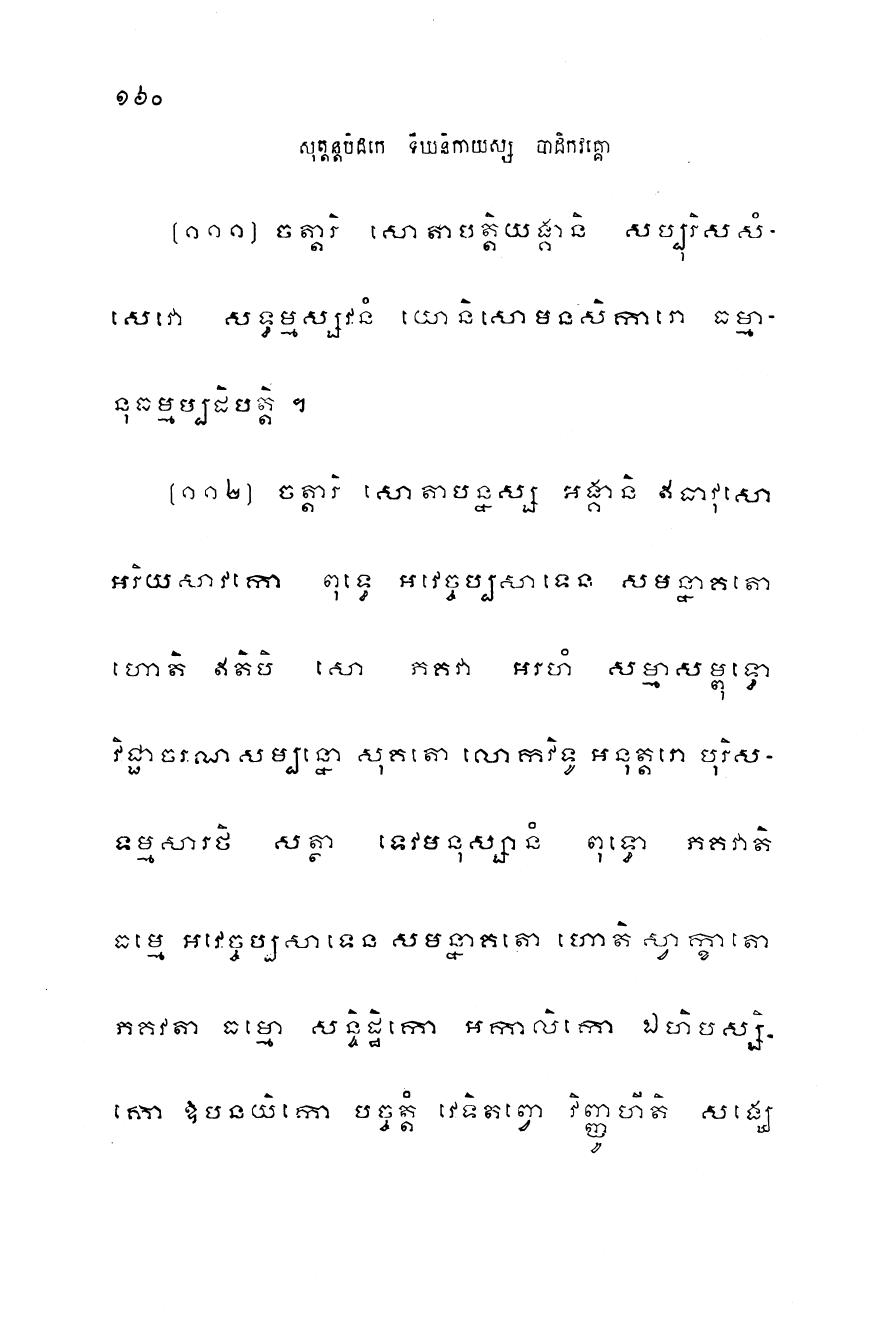 ១៦០
សុត្តន្តបិដកេ ទីឃនិកាយស្ស បាដិកវគ្គោ
(១១១) ចត្តារិ សោតាបត្តិយង្គានិ សប្បុរិសសំ-
សេវោ សទ្ធម្មស្សវនំ យោនិសោមនសិការោ ធម្មា-
នុធម្មប្បដិបត្តិ ។
(១១២) ចត្តារិ សោតាបន្នស្ស អង្គានិ ឥធាវុសោ
អរិយសាវកោ ពុទ្ធេ អវេច្ចប្បសាទេន សមន្នាគតោ
ហោតិ ឥតិបិ សោ ភគវា អរហំ សម្មាសម្ពុទ្ធោ
វិជ្ជាចរណសម្បន្នោ សុគតោ លោកវិទូ អនុត្តរោ បុរិស-
ទម្មសារថិ សត្ថា ទេវមនុស្សានំ ពុទ្ធោ ភគវាតិ
ធម្មេ អវេច្ចប្បសាទេន សមន្នាគតោ ហោតិ ស្វាក្ខាតោ
ភគវតា ធម្មោ សន្ទិដ្ឋិកោ អកាលិកោ ឯហិបស្សិ-
កោ ឱបនយិកោ បច្ចត្តំ វេទិតព្វោ វិញ្ញូហីតិ សង្ឃេ